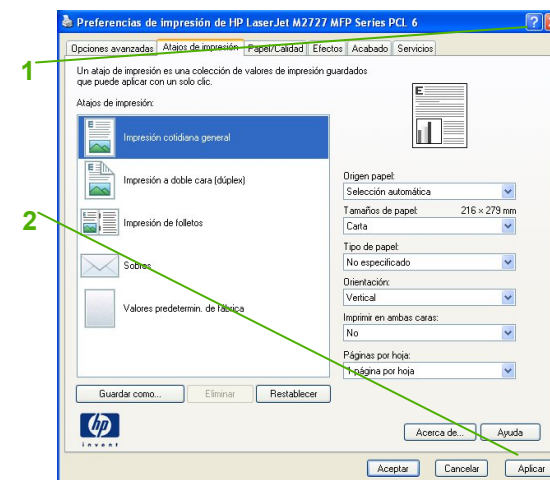 Preferencias de impresión de HP LaserJet M2727 MFP Series PCL 6
?
Opciones avanzadas Atajos de impresión Papel/Calidad Efectos Acabado Servicios
1
Un atajo de impresión es una colección de valores de impresión guardados
que puede aplicar con un solo clic.
Atajos de impresión:
E
Impresión cotidiana general
Impresión a doble cara (dúplex)
Impresión de folletos
Sobres
Valores predetermin. de fábrica
Origen papel:
Selección automática
Tamaños de papel: 216 × 279 mm
Carta
Tipo de papel:
No especificado
Orientación:
Vertical
Imprimir en ambas caras:
No
Páginas por hoja:
1 página por hoja
2
Guardar como... Eliminar Restablecer
hp
invent
Acerca de... Ayuda
Aceptar Cancelar Aplicar